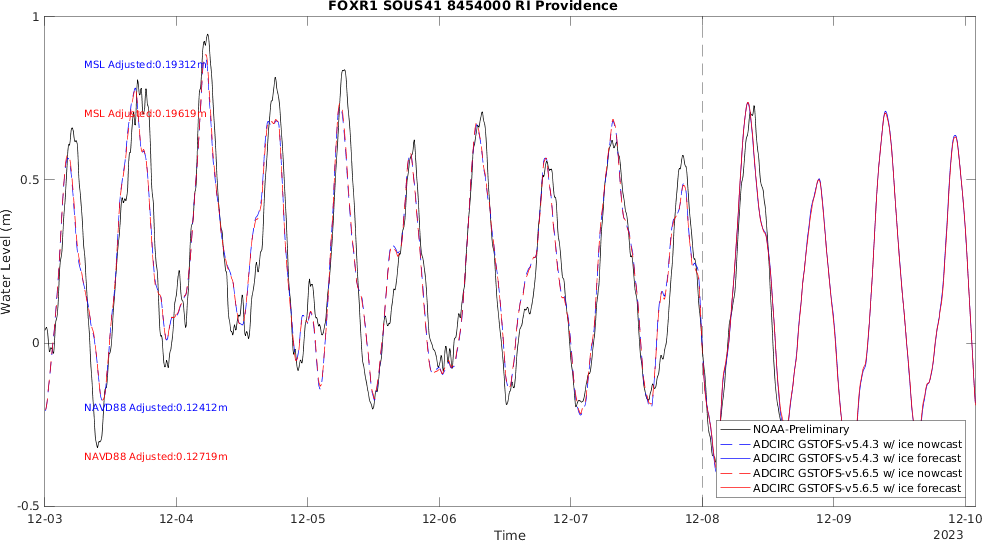 FOXR1 SOUS41 8454000 RI Providence
1
0.5
0
-0.5
Water Level (m)
MSL Adjusted:0.19312m
MSL Adjusted:0.19619m
NAVD88 Adjusted:0.12412m
NAVD88 Adjusted:0.12719m
NOAA-Preliminary
ADCIRC GSTOFS-v5.4.3 w/ ice nowcast
ADCIRC GSTOFS-v5.4.3 w/ ice forecast
ADCIRC GSTOFS-v5.6.5 w/ ice nowcast
ADCIRC GSTOFS-v5.6.5 w/ ice forecast
12-03 12-04 12-05 12-06 12-07 12-08 12-09 12-10
Time
2023